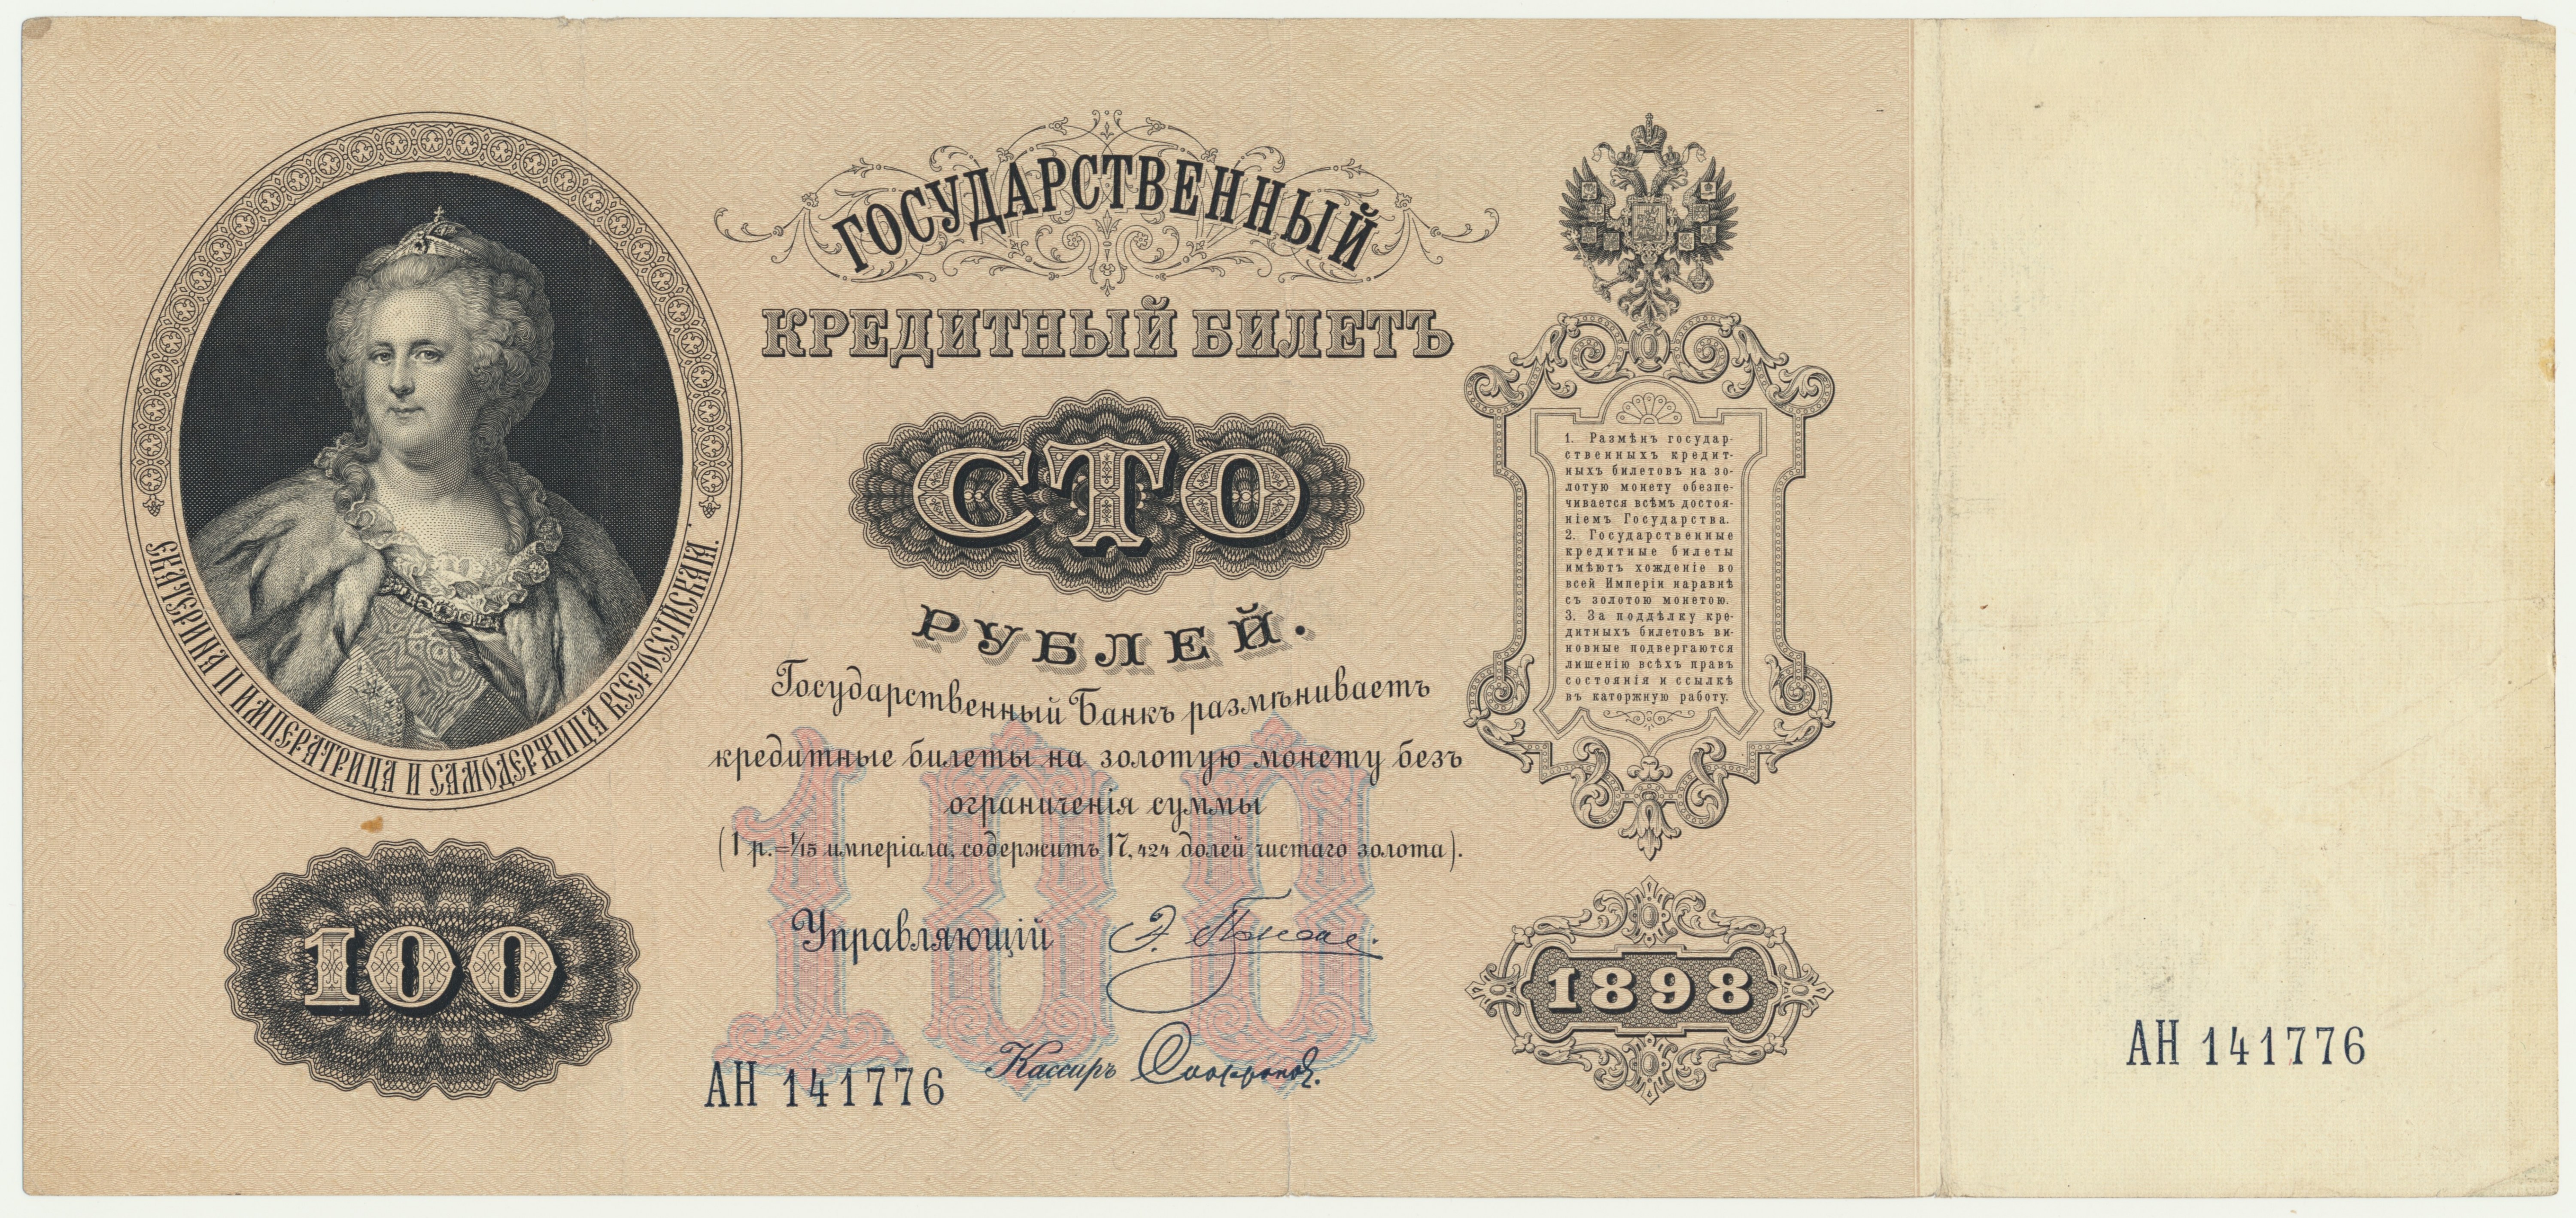 ГОСУДАРСТВЕННЫЙ
КРЕДИТНЫЙ БИЛЕТЪ
СТО
РУБЛЕЙ.
Государственный Банкъ размѣниваетъ
кредитные билеты на золотую монету безъ
ограниченія суммы
(1 р.=1/15 имперіала, содержитъ 17,424 долей чистаго золота).
Управляющій
Кассиръ
АН 141776
ЕКАТЕРИНА II ИМПЕРАТРИЦА И САМОДЕРЖИЦА ВСЕРОССІЙСКАЯ.
100
100
1. Размѣнъ государ-
ственныхъ кредит-
ныхъ билетовъ на зо-
лотую монету обезпе-
чивается всѣмъ достоя-
ніемъ Государства.
2. Государственные
кредитные билеты
имѣютъ хожденіе во
всей Имперіи наравнѣ
съ золотою монетою.
3. За поддѣлку кре-
дитныхъ билетовъ ви-
новные подвергаются
лишенію всѣхъ правъ
состоянія и ссылкѣ
въ каторжную работу.
1898
АН 141776